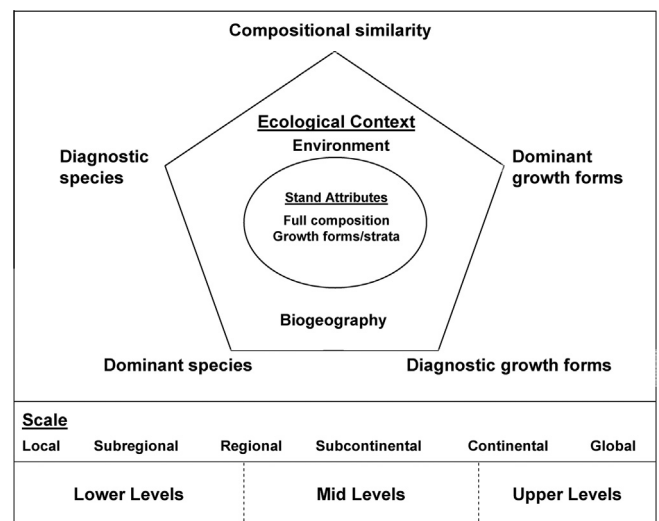 Compositional similarity
Ecological Context
Environment
Diagnostic
species
Dominant
growth forms
Stand Attributes
Full composition
Growth forms/strata
Biogeography
Dominant species
Diagnostic growth forms
Scale
Local Subregional Regional Subcontinental Continental Global
Lower Levels Mid Levels Upper Levels